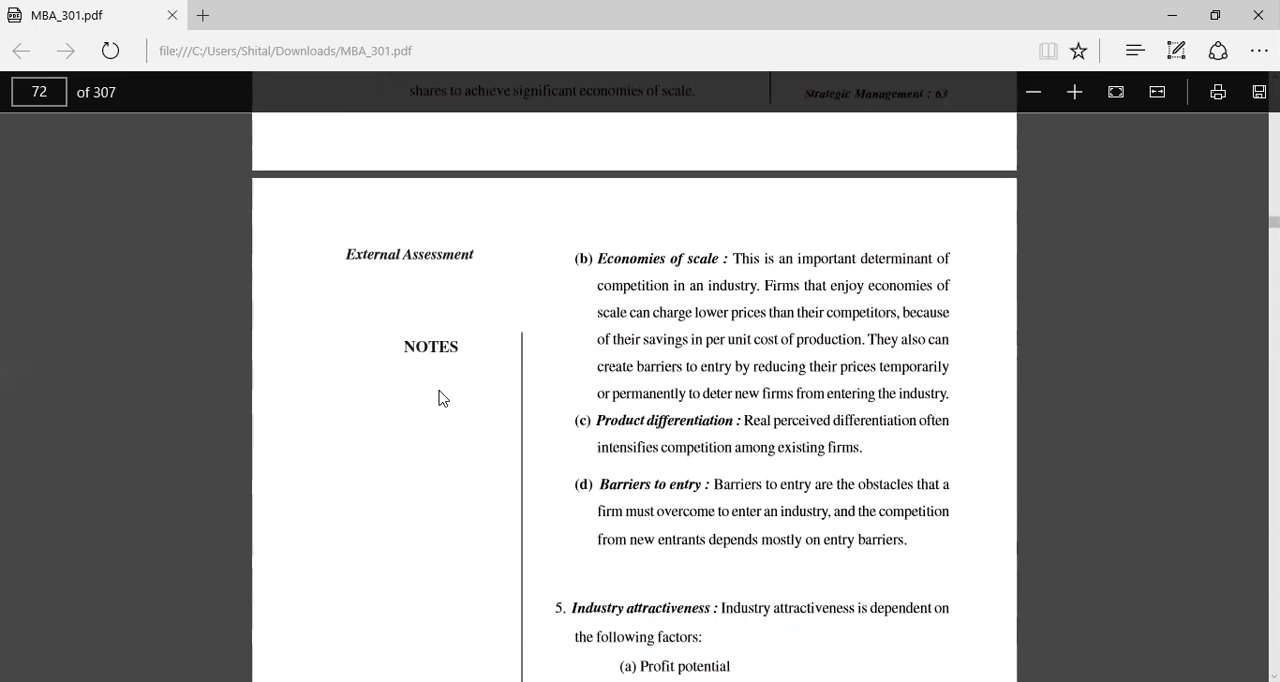 MBA_301.pdf
file:///C:/Users/Shital/Downloads/MBA_301.pdf
72 of 307
shares to achieve significant economies of scale.
Strategic Management : 63
External Assessment
NOTES
(b) Economies of scale : This is an important determinant of
competition in an industry. Firms that enjoy economies of
scale can charge lower prices than their competitors, because
of their savings in per unit cost of production. They also can
create barriers to entry by reducing their prices temporarily
or permanently to deter new firms from entering the industry.
(c) Product differentiation : Real perceived differentiation often
intensifies competition among existing firms.
(d) Barriers to entry : Barriers to entry are the obstacles that a
firm must overcome to enter an industry, and the competition
from new entrants depends mostly on entry barriers.
5. Industry attractiveness : Industry attractiveness is dependent on
the following factors:
(a) Profit potential